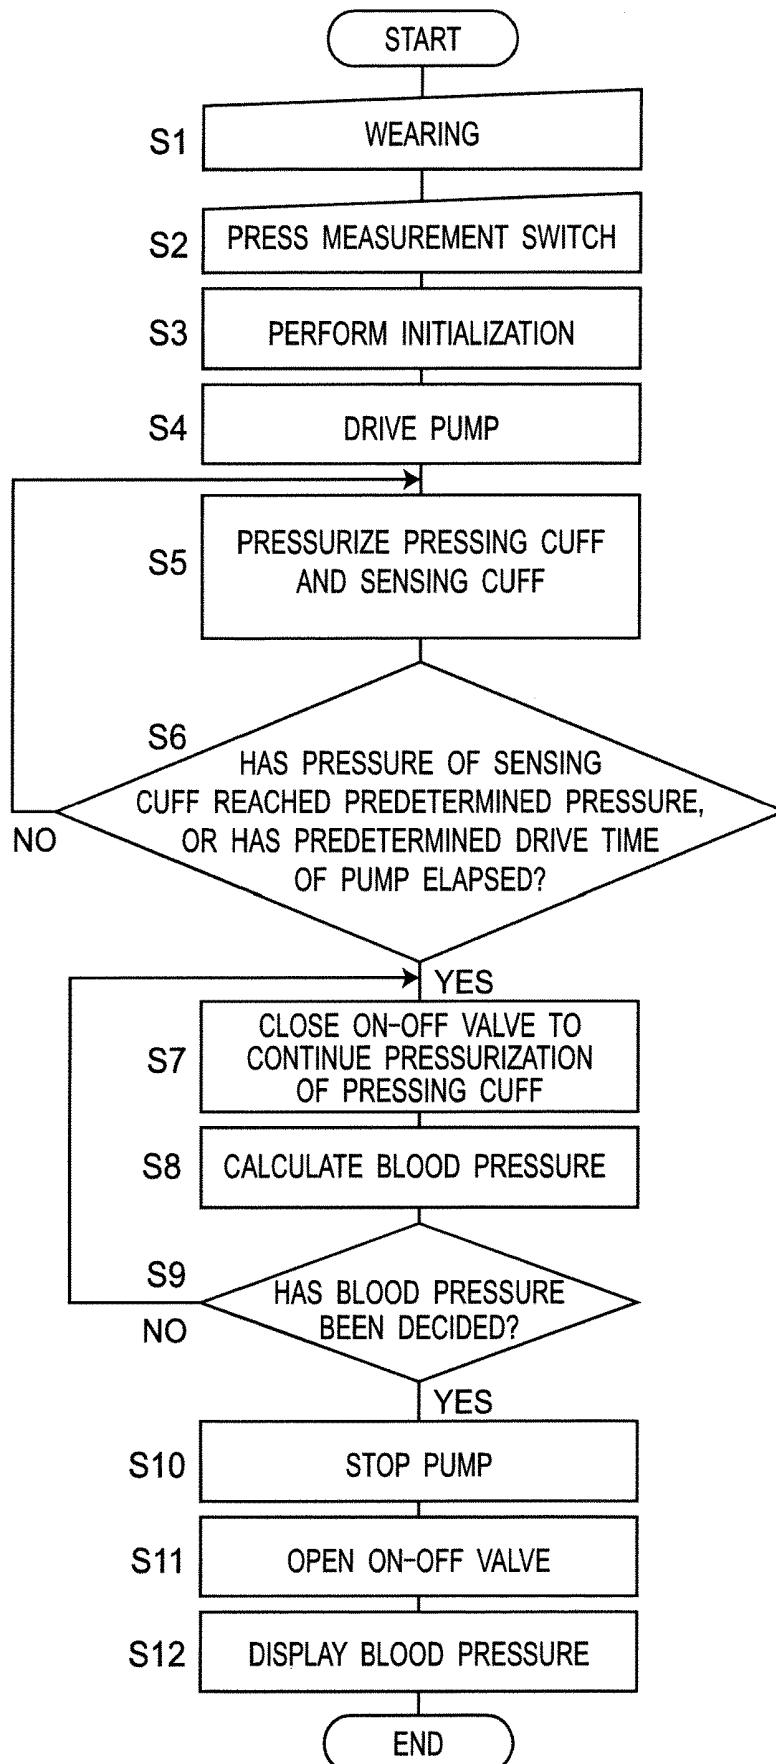 START
S1
WEARING
S2
PRESS MEASUREMENT SWITCH
S3
PERFORM INITIALIZATION
S4
DRIVE PUMP
S5
PRESSURIZE PRESSING CUFF
AND SENSING CUFF
S6
HAS PRESSURE OF SENSING
CUFF REACHED PREDETERMINED PRESSURE,
OR HAS PREDETERMINED DRIVE TIME
OF PUMP ELAPSED?
NO
YES
S7
CLOSE ON-OFF VALVE TO
CONTINUE PRESSURIZATION
OF PRESSING CUFF
S8
CALCULATE BLOOD PRESSURE
S9
HAS BLOOD PRESSURE
BEEN DECIDED?
NO
YES
S10
STOP PUMP
S11
OPEN ON-OFF VALVE
S12
DISPLAY BLOOD PRESSURE
END